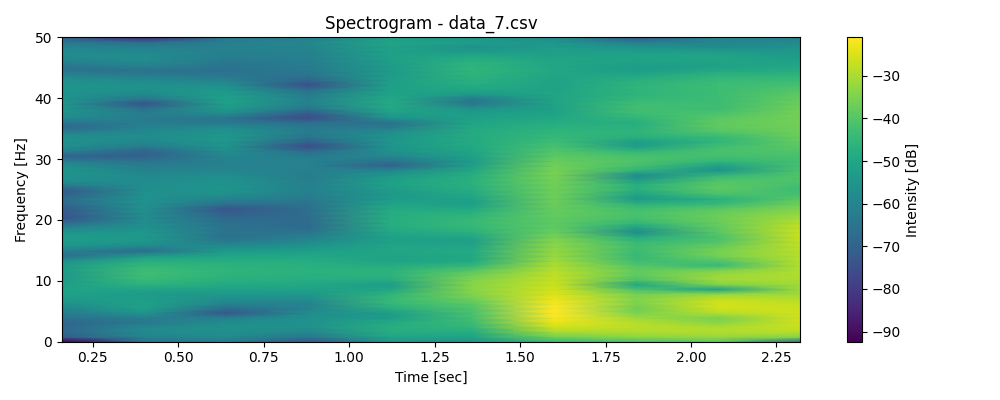 Spectrogram - data_7.csv
50
40
30
20
10
0
Frequency [Hz]
0.25 0.50 0.75 1.00 1.25 1.50 1.75 2.00 2.25
Time [sec]
−30
−40
−50
−60
−70
−80
−90
Intensity [dB]